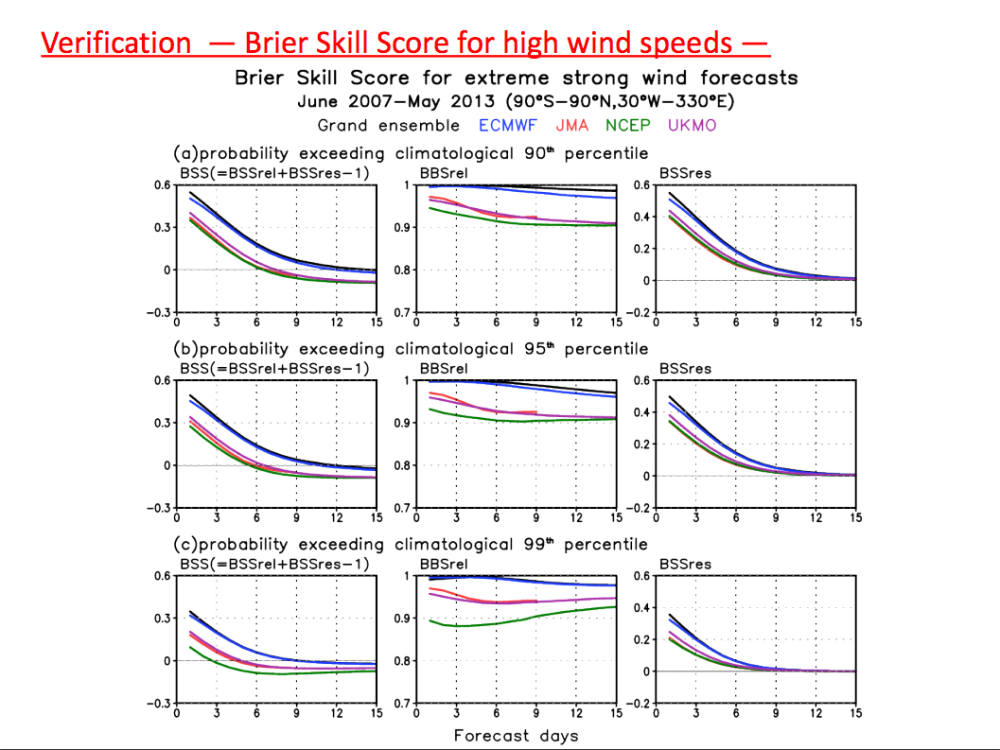 Verification — Brier Skill Score for high wind speeds —
Brier Skill Score for extreme strong wind forecasts
June 2007−May 2013 (90°S−90°N,30°W−330°E)
Grand ensemble ECMWF JMA NCEP UKMO
(a)probability exceeding climatological 90th percentile
BSS(=BSSrel+BSSres−1) BBSrel BSSres
0.6 1 0.6
0.3 0.9 0.4
0 0.8 0.2
0
−0.3 0.7 −0.2
0 3 6 9 12 15 0 3 6 9 12 15 0 3 6 9 12 15
(b)probability exceeding climatological 95th percentile
BSS(=BSSrel+BSSres−1) BBSrel BSSres
0.6 1 0.6
0.3 0.9 0.4
0 0.8 0.2
0
−0.3 0.7 −0.2
0 3 6 9 12 15 0 3 6 9 12 15 0 3 6 9 12 15
(c)probability exceeding climatological 99th percentile
BSS(=BSSrel+BSSres−1) BBSrel BSSres
0.6 1 0.6
0.3 0.9 0.4
0 0.8 0.2
0
−0.3 0.7 −0.2
0 3 6 9 12 15 0 3 6 9 12 15 0 3 6 9 12 15
Forecast days